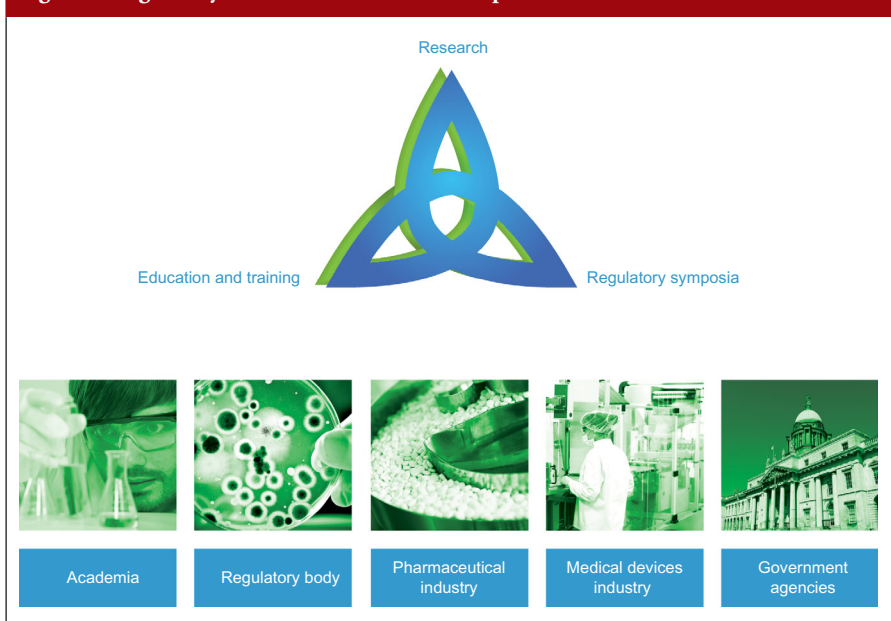 Research
Education and training
Regulatory symposia
Academia
Regulatory body
Pharmaceutical
industry
Medical devices
industry
Government
agencies